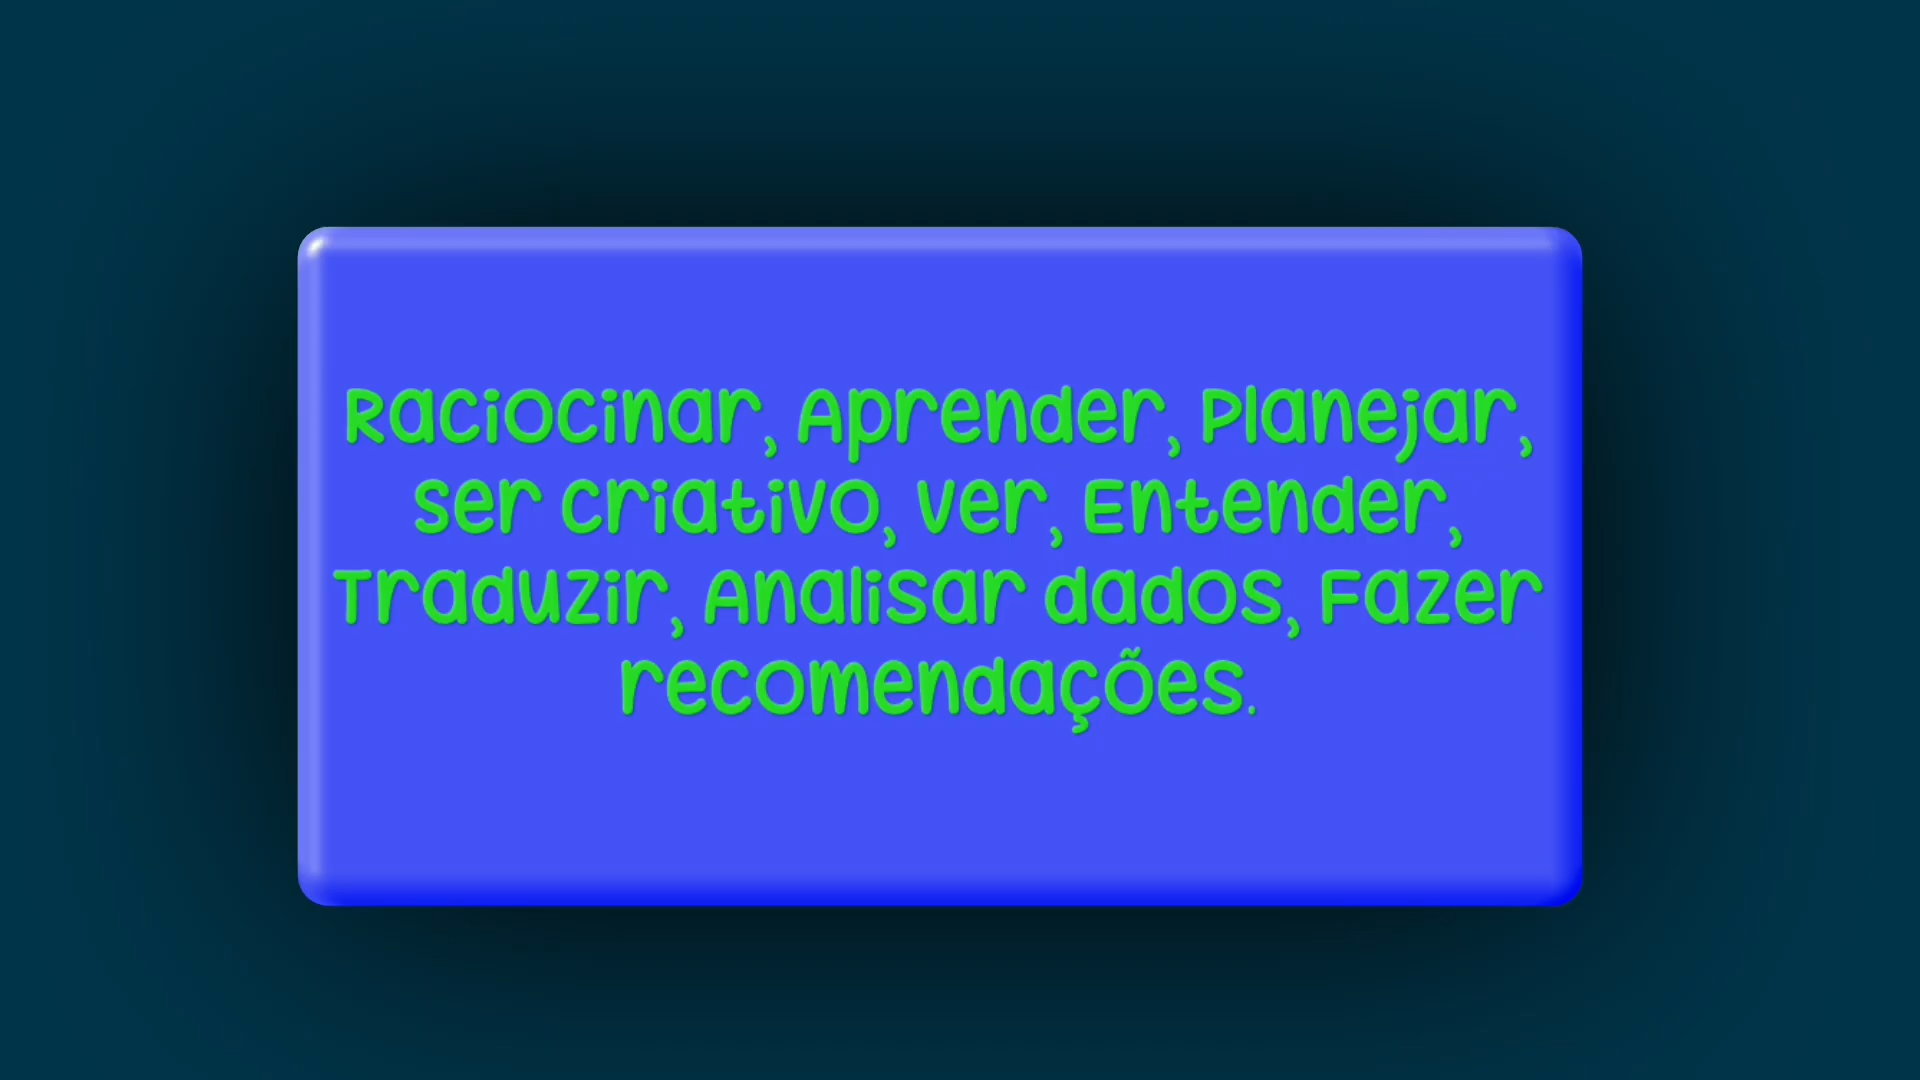 Raciocinar, Aprender, Planejar,
ser criativo, ver, Entender,
Traduzir, Analisar dados, Fazer
recomendações.